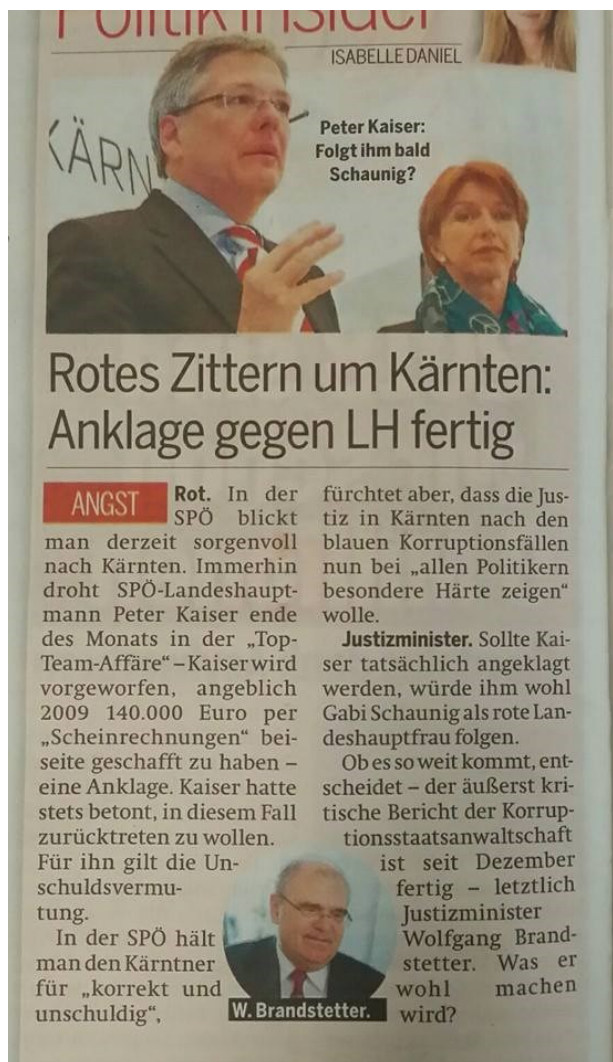 Politik Insider
ISABELLE DANIEL
KÄRN
Peter Kaiser:
Folgt ihm bald
Schaunig?
Rotes Zittern um Kärnten:
Anklage gegen LH fertig
ANGST
Rot. In der
SPÖ blickt
man derzeit sorgenvoll
nach Kärnten. Immerhin
droht SPÖ-Landeshaupt-
mann Peter Kaiser ende
des Monats in der „Top-
Team-Affäre“ – Kaiser wird
vorgeworfen, angeblich
2009 140.000 Euro per
„Scheinrechnungen“ bei-
seite geschafft zu haben –
eine Anklage. Kaiser hatte
stets betont, in diesem Fall
zurücktreten zu wollen.
Für ihn gilt die Un-
schuldsvermu-
tung.
In der SPÖ hält
man den Kärntner
für „korrekt und
unschuldig“,
fürchtet aber, dass die Jus-
tiz in Kärnten nach den
blauen Korruptionsfällen
nun bei „allen Politikern
besondere Härte zeigen“
wolle.
Justizminister. Sollte Kai-
ser tatsächlich angeklagt
werden, würde ihm wohl
Gabi Schaunig als rote Lan-
deshauptfrau folgen.
Ob es so weit kommt, ent-
scheidet – der äußerst kri-
tische Bericht der Korrup-
tionsstaatsanwaltschaft
ist seit Dezember
fertig – letztlich
Justizminister
Wolfgang Brand-
stetter. Was er
wohl machen
wird?
W. Brandstetter.